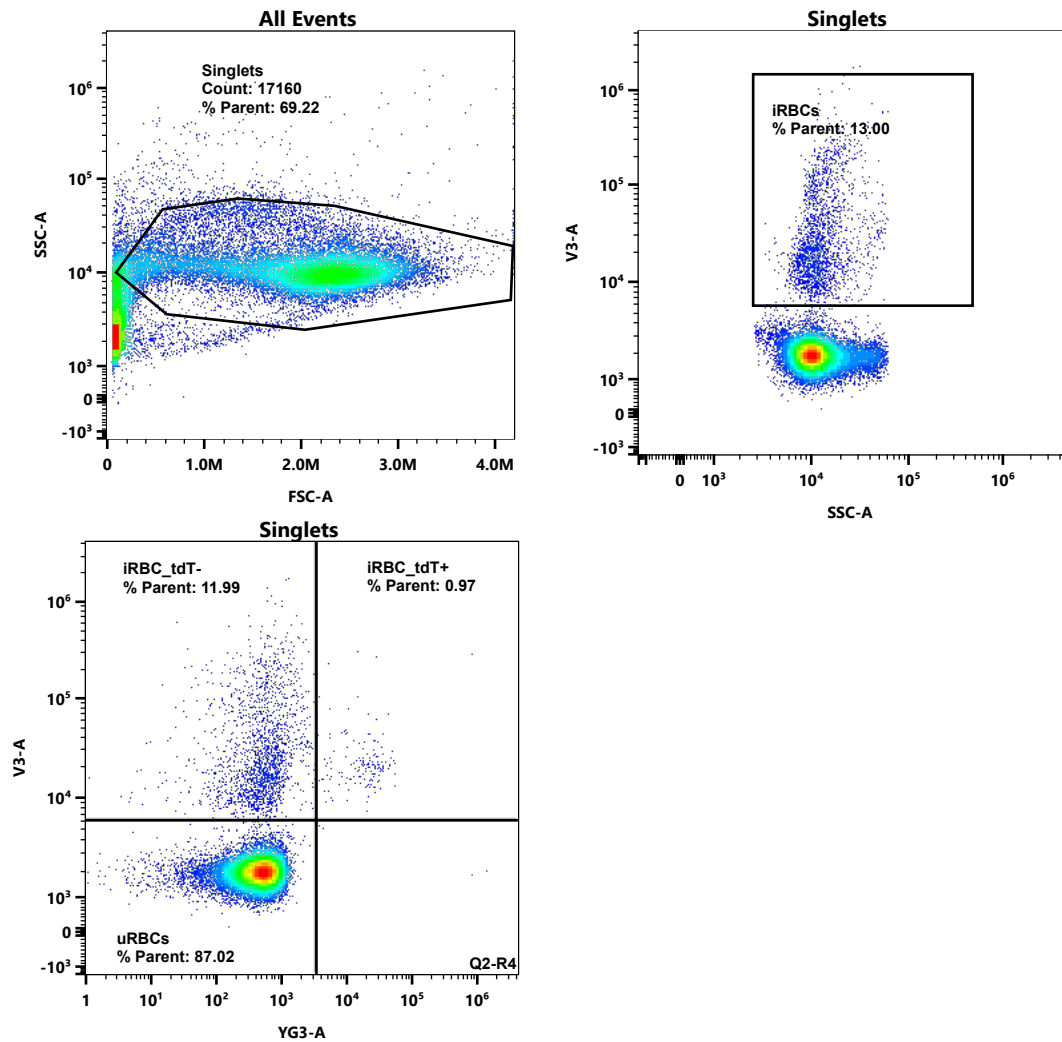 All Events
Singlets
Count: 17160
% Parent: 69.22
SSC-A
10⁶
10⁵
10⁴
10³
0
-10³
0
1.0M
2.0M
3.0M
4.0M
FSC-A
Singlets
iRBCs
% Parent: 13.00
V3-A
10⁶
10⁵
10⁴
10³
0
-10³
0
10³
10⁴
10⁵
10⁶
SSC-A
Singlets
iRBC_tdT-
% Parent: 11.99
iRBC_tdT+
% Parent: 0.97
V3-A
10⁶
10⁵
10⁴
10³
0
-10³
uRBCs
% Parent: 87.02
Q2-R4
1
10¹
10²
10³
10⁴
10⁵
10⁶
YG3-A